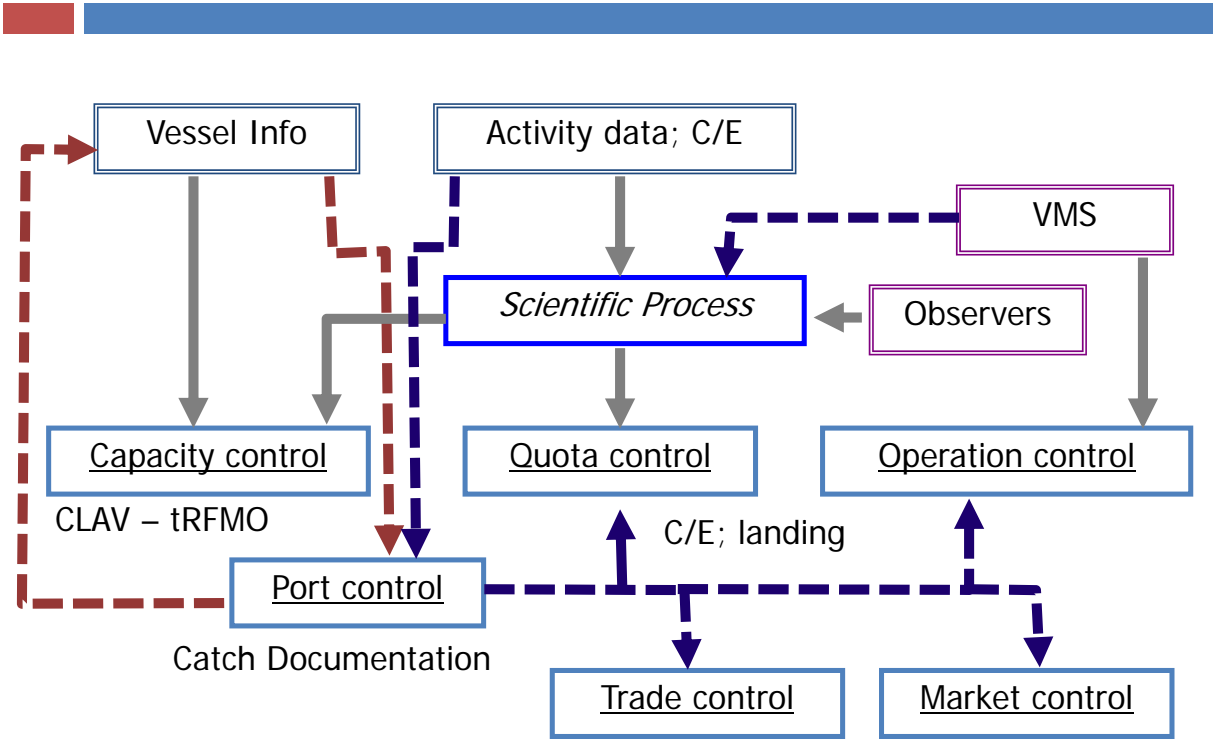 Vessel Info
Activity data; C/E
VMS
Scientific Process
Observers
Capacity control
Quota control
Operation control
CLAV – tRFMO
C/E; landing
Port control
Catch Documentation
Trade control
Market control